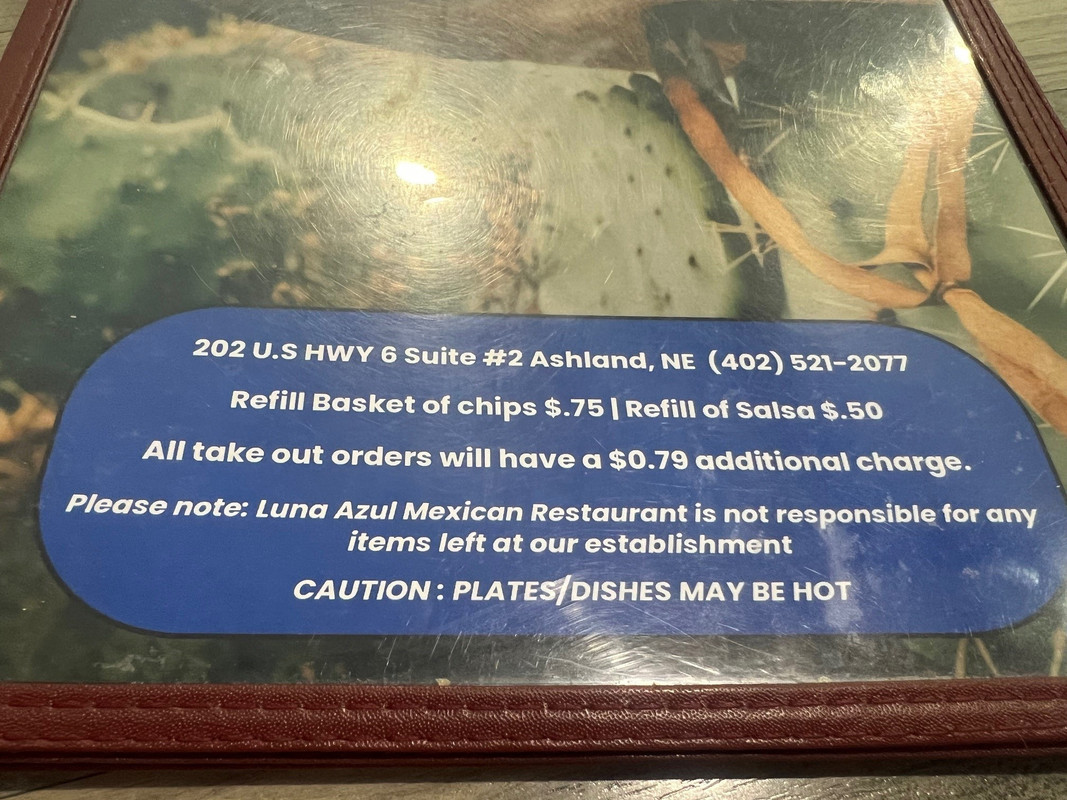 202 U.S HWY 6 Suite #2 Ashland, NE (402) 521-2077
Refill Basket of chips $.75 | Refill of Salsa $.50
All take out orders will have a $0.79 additional charge.
Please note: Luna Azul Mexican Restaurant is not responsible for any
items left at our establishment
CAUTION : PLATES/DISHES MAY BE HOT